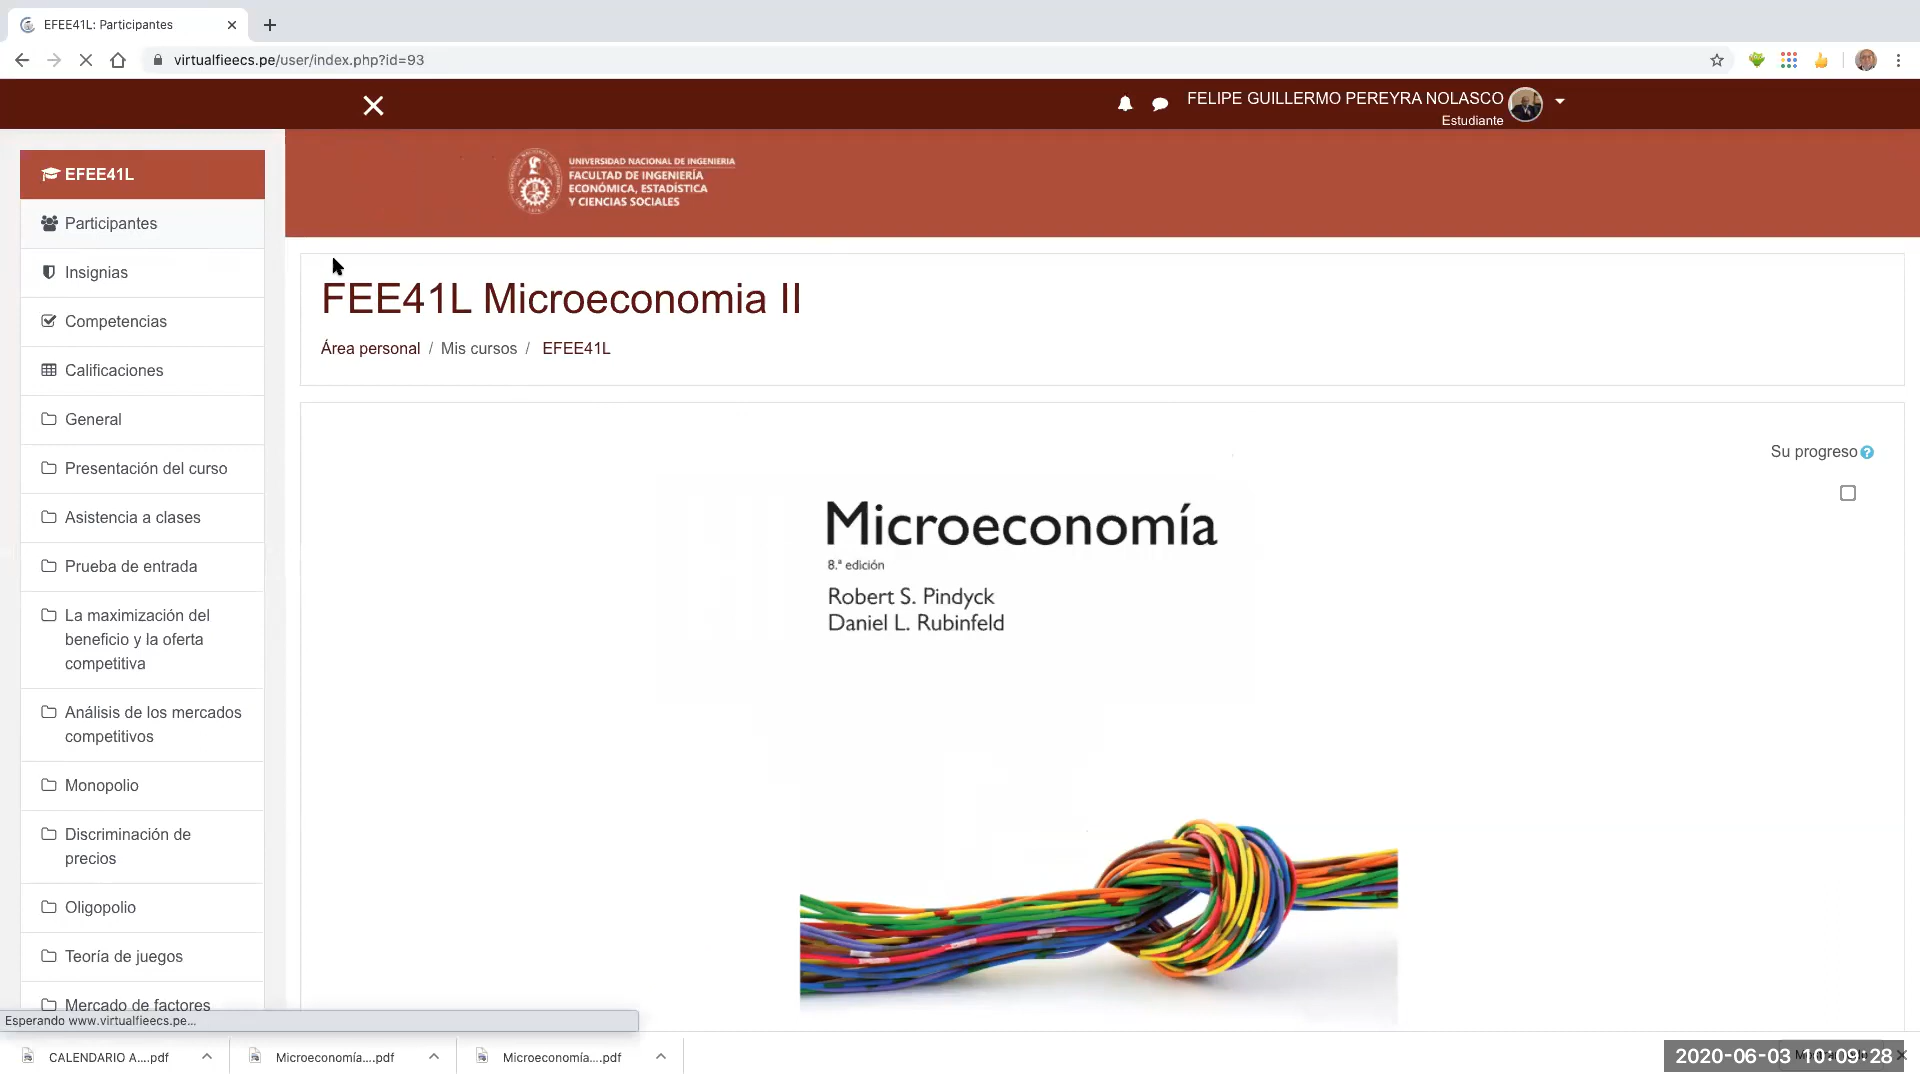 EFEE41L: Participantes
virtualfieecs.pe/user/index.php?id=93
FELIPE GUILLERMO PEREYRA NOLASCO
Estudiante
UNIVERSIDAD NACIONAL DE INGENIERIA
FACULTAD DE INGENIERÍA
ECONÓMICA, ESTADÍSTICA
Y CIENCIAS SOCIALES
EFEE41L
Participantes
Insignias
Competencias
Calificaciones
General
Presentación del curso
Asistencia a clases
Prueba de entrada
La maximización del
beneficio y la oferta
competitiva
Análisis de los mercados
competitivos
Monopolio
Discriminación de
precios
Oligopolio
Teoría de juegos
Mercado de factores
FEE41L Microeconomia II
Área personal / Mis cursos / EFEE41L
Su progreso
Microeconomía
8.ª edición
Robert S. Pindyck
Daniel L. Rubinfeld
Esperando www.virtualfieecs.pe...
CALENDARIO A....pdf
Microeconomía....pdf
Microeconomía....pdf
2020-06-03 10:09:28